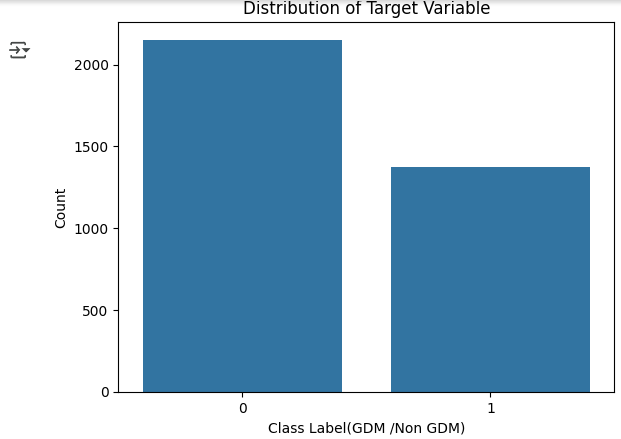 Distribution of Target Variable
2000
1500
1000
500
0
Count
0 1
Class Label(GDM /Non GDM)